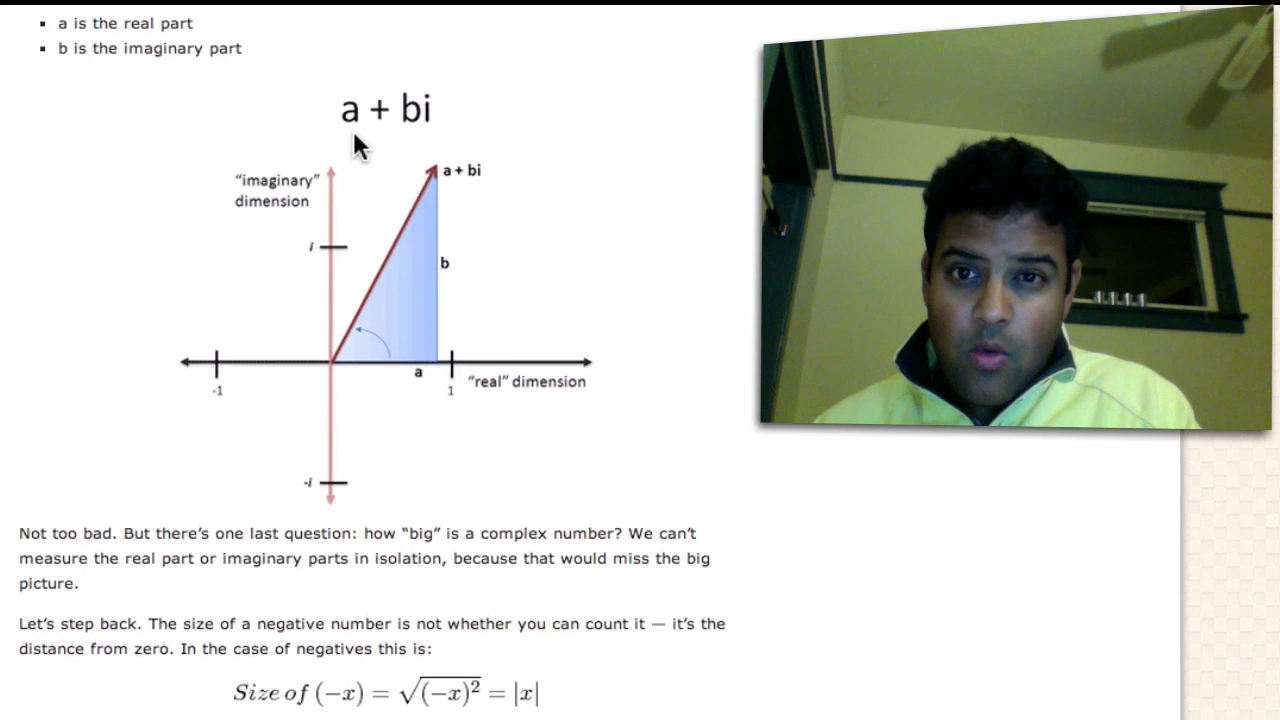 a is the real part
b is the imaginary part
a + bi
"imaginary"
dimension
a + bi
i
b
a
-1
1
"real" dimension
-i
Not too bad. But there's one last question: how "big" is a complex number? We can't
measure the real part or imaginary parts in isolation, because that would miss the big
picture.
Let's step back. The size of a negative number is not whether you can count it — it's the
distance from zero. In the case of negatives this is:
Size of (−x) = √(−x)² = |x|